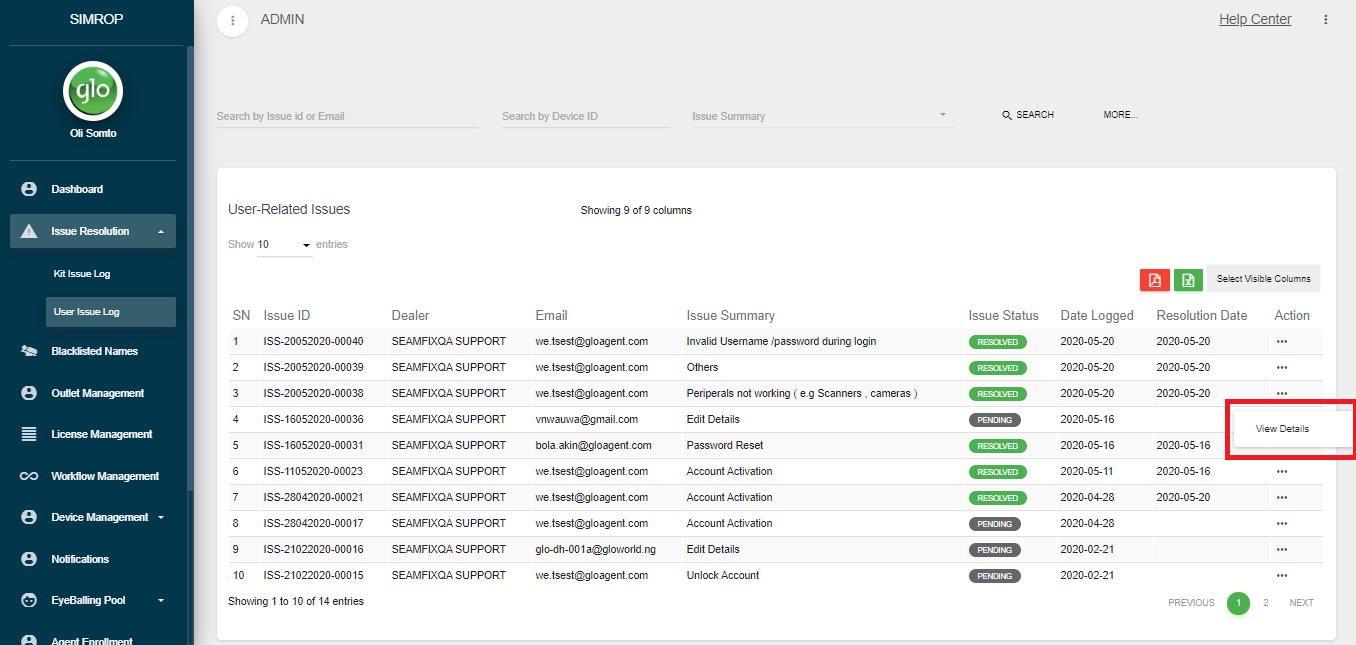 SIMROP
ADMIN
Help Center
glo
Oli Somto
Search by Issue id or Email
Search by Device ID
Issue Summary
SEARCH
MORE...
Dashboard
Issue Resolution
Kit Issue Log
User Issue Log
Blacklisted Names
Outlet Management
License Management
Workflow Management
Device Management
Notifications
EyeBalling Pool
Agent Enrollment
User-Related Issues
Showing 9 of 9 columns
Show 10 entries
Select Visible Columns
SN Issue ID Dealer Email Issue Summary Issue Status Date Logged Resolution Date Action
1 ISS-20052020-00040 SEAMFIXQA SUPPORT we.tsest@gloagent.com Invalid Username /password during login RESOLVED 2020-05-20 2020-05-20 ...
2 ISS-20052020-00039 SEAMFIXQA SUPPORT we.tsest@gloagent.com Others RESOLVED 2020-05-20 2020-05-20 ...
3 ISS-20052020-00038 SEAMFIXQA SUPPORT we.tsest@gloagent.com Periperals not working ( e.g Scanners , cameras ) RESOLVED 2020-05-20 2020-05-20 ...
4 ISS-16052020-00036 SEAMFIXQA SUPPORT vnwauwa@gmail.com Edit Details PENDING 2020-05-16
View Details
5 ISS-16052020-00031 SEAMFIXQA SUPPORT bola.akin@gloagent.com Password Reset RESOLVED 2020-05-16 2020-05-16
6 ISS-11052020-00023 SEAMFIXQA SUPPORT we.tsest@gloagent.com Account Activation RESOLVED 2020-05-11 2020-05-16 ...
7 ISS-28042020-00021 SEAMFIXQA SUPPORT we.tsest@gloagent.com Account Activation RESOLVED 2020-04-28 2020-05-20 ...
8 ISS-28042020-00017 SEAMFIXQA SUPPORT we.tsest@gloagent.com Account Activation PENDING 2020-04-28 ...
9 ISS-21022020-00016 SEAMFIXQA SUPPORT glo-dh-001a@gloworld.ng Edit Details PENDING 2020-02-21 ...
10 ISS-21022020-00015 SEAMFIXQA SUPPORT we.tsest@gloagent.com Unlock Account PENDING 2020-02-21 ...
Showing 1 to 10 of 14 entries
PREVIOUS 1 2 NEXT